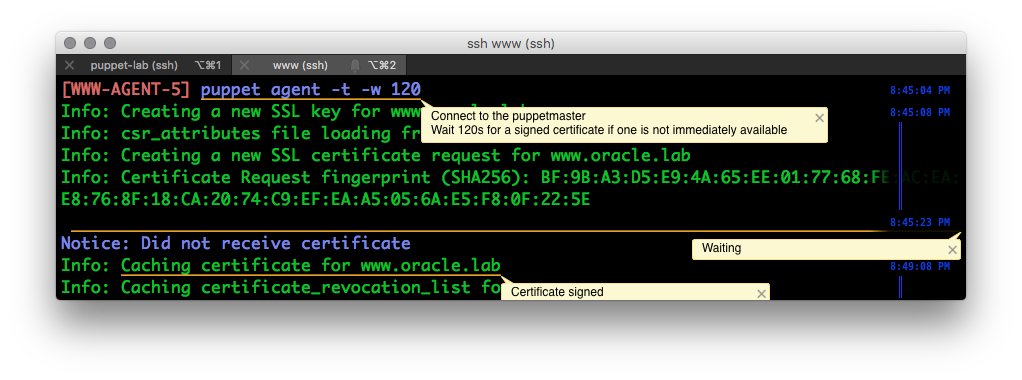 ssh www (ssh)
puppet-lab (ssh) ⌥⌘1 www (ssh) ⌥⌘2
[WWW-AGENT-5] puppet agent -t -w 120 8:45:04 PM
Info: Creating a new SSL key for www 8:45:08 PM
Connect to the puppetmaster
Wait 120s for a signed certificate if one is not immediately available
Info: csr_attributes file loading fr
Info: Creating a new SSL certificate request for www.oracle.lab
Info: Certificate Request fingerprint (SHA256): BF:9B:A3:D5:E9:4A:65:EE:01:77:68:FE:AC:EA:
E8:76:8F:18:CA:20:74:C9:EF:EA:A5:05:6A:E5:F8:0F:22:5E
8:45:23 PM
Notice: Did not receive certificate
Waiting
Info: Caching certificate for www.oracle.lab 8:49:08 PM
Info: Caching certificate_revocation_list fo
Certificate signed